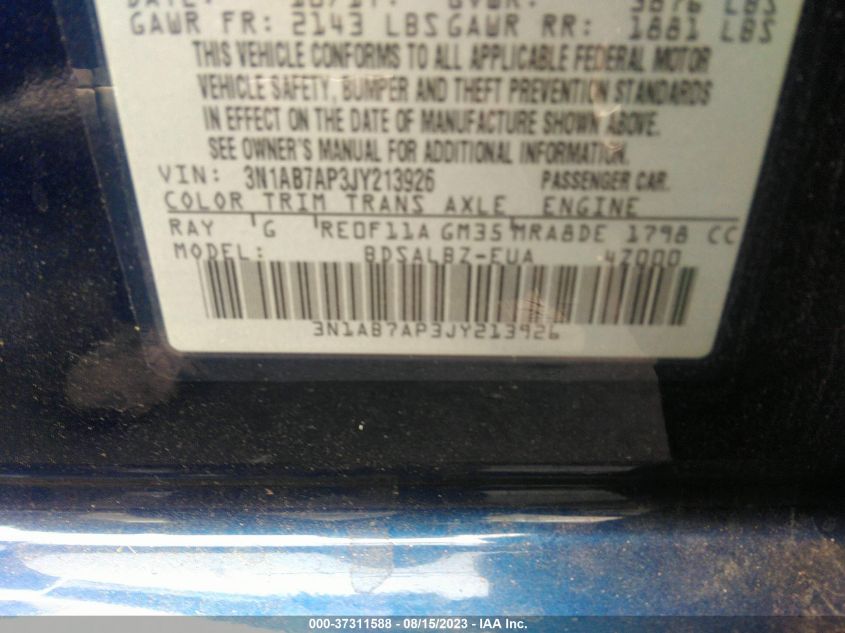 GAWR FR: 2143 LBS GAWR RR: 1881 LBS
THIS VEHICLE CONFORMS TO ALL APPLICABLE FEDERAL MOTOR
VEHICLE SAFETY, BUMPER AND THEFT PREVENTION STANDARDS
IN EFFECT ON THE DATE OF MANUFACTURE SHOWN ABOVE.
SEE OWNER'S MANUAL FOR ADDITIONAL INFORMATION.
VIN: 3N1AB7AP3JY213926 PASSENGER CAR.
COLOR TRIM TRANS AXLE ENGINE
RAY G RE0F11A GM35 MRA8DE 1798 CC
MODEL: BDSALBZ-EUA 4Z000
3N1AB7AP3JY213926
000-37311588 - 08/15/2023 - © IAA Inc.